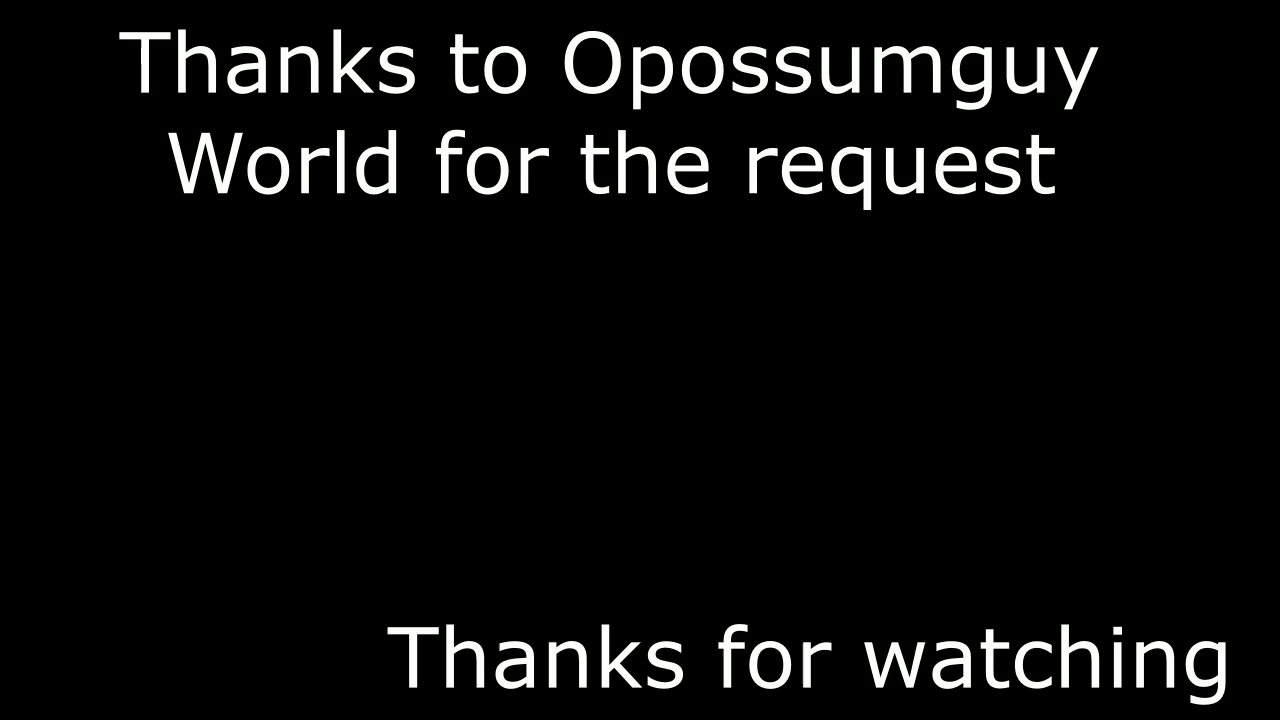 Thanks to Opossumguy
World for the request
Thanks for watching